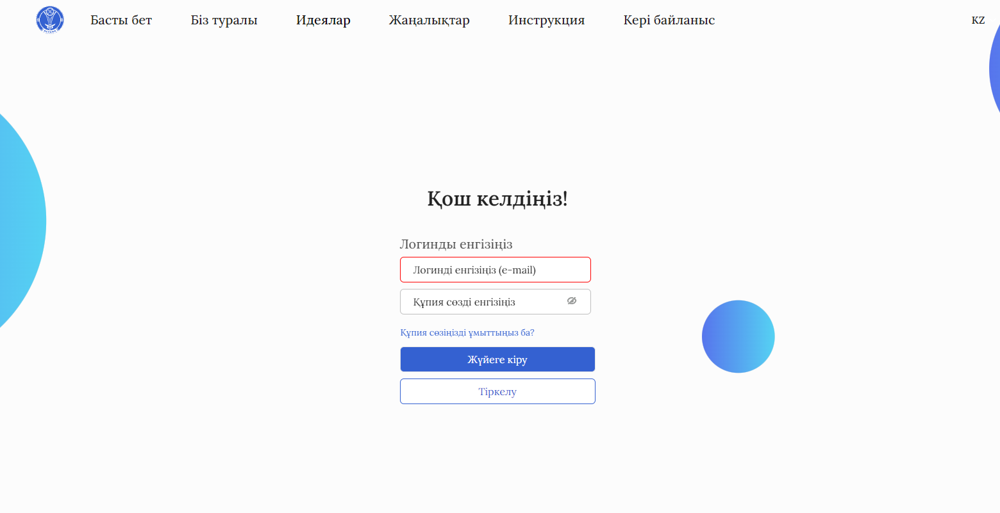 Басты бет
Біз туралы
Идеялар
Жаңалықтар
Инструкция
Кері байланыс
KZ
Қош келдіңіз!
Логинды енгізіңіз
Логинді енгізіңіз (e-mail)
Құпия сөзді енгізіңіз
Құпия сөзіңізді ұмыттыңыз ба?
Жүйеге кіру
Тіркелу